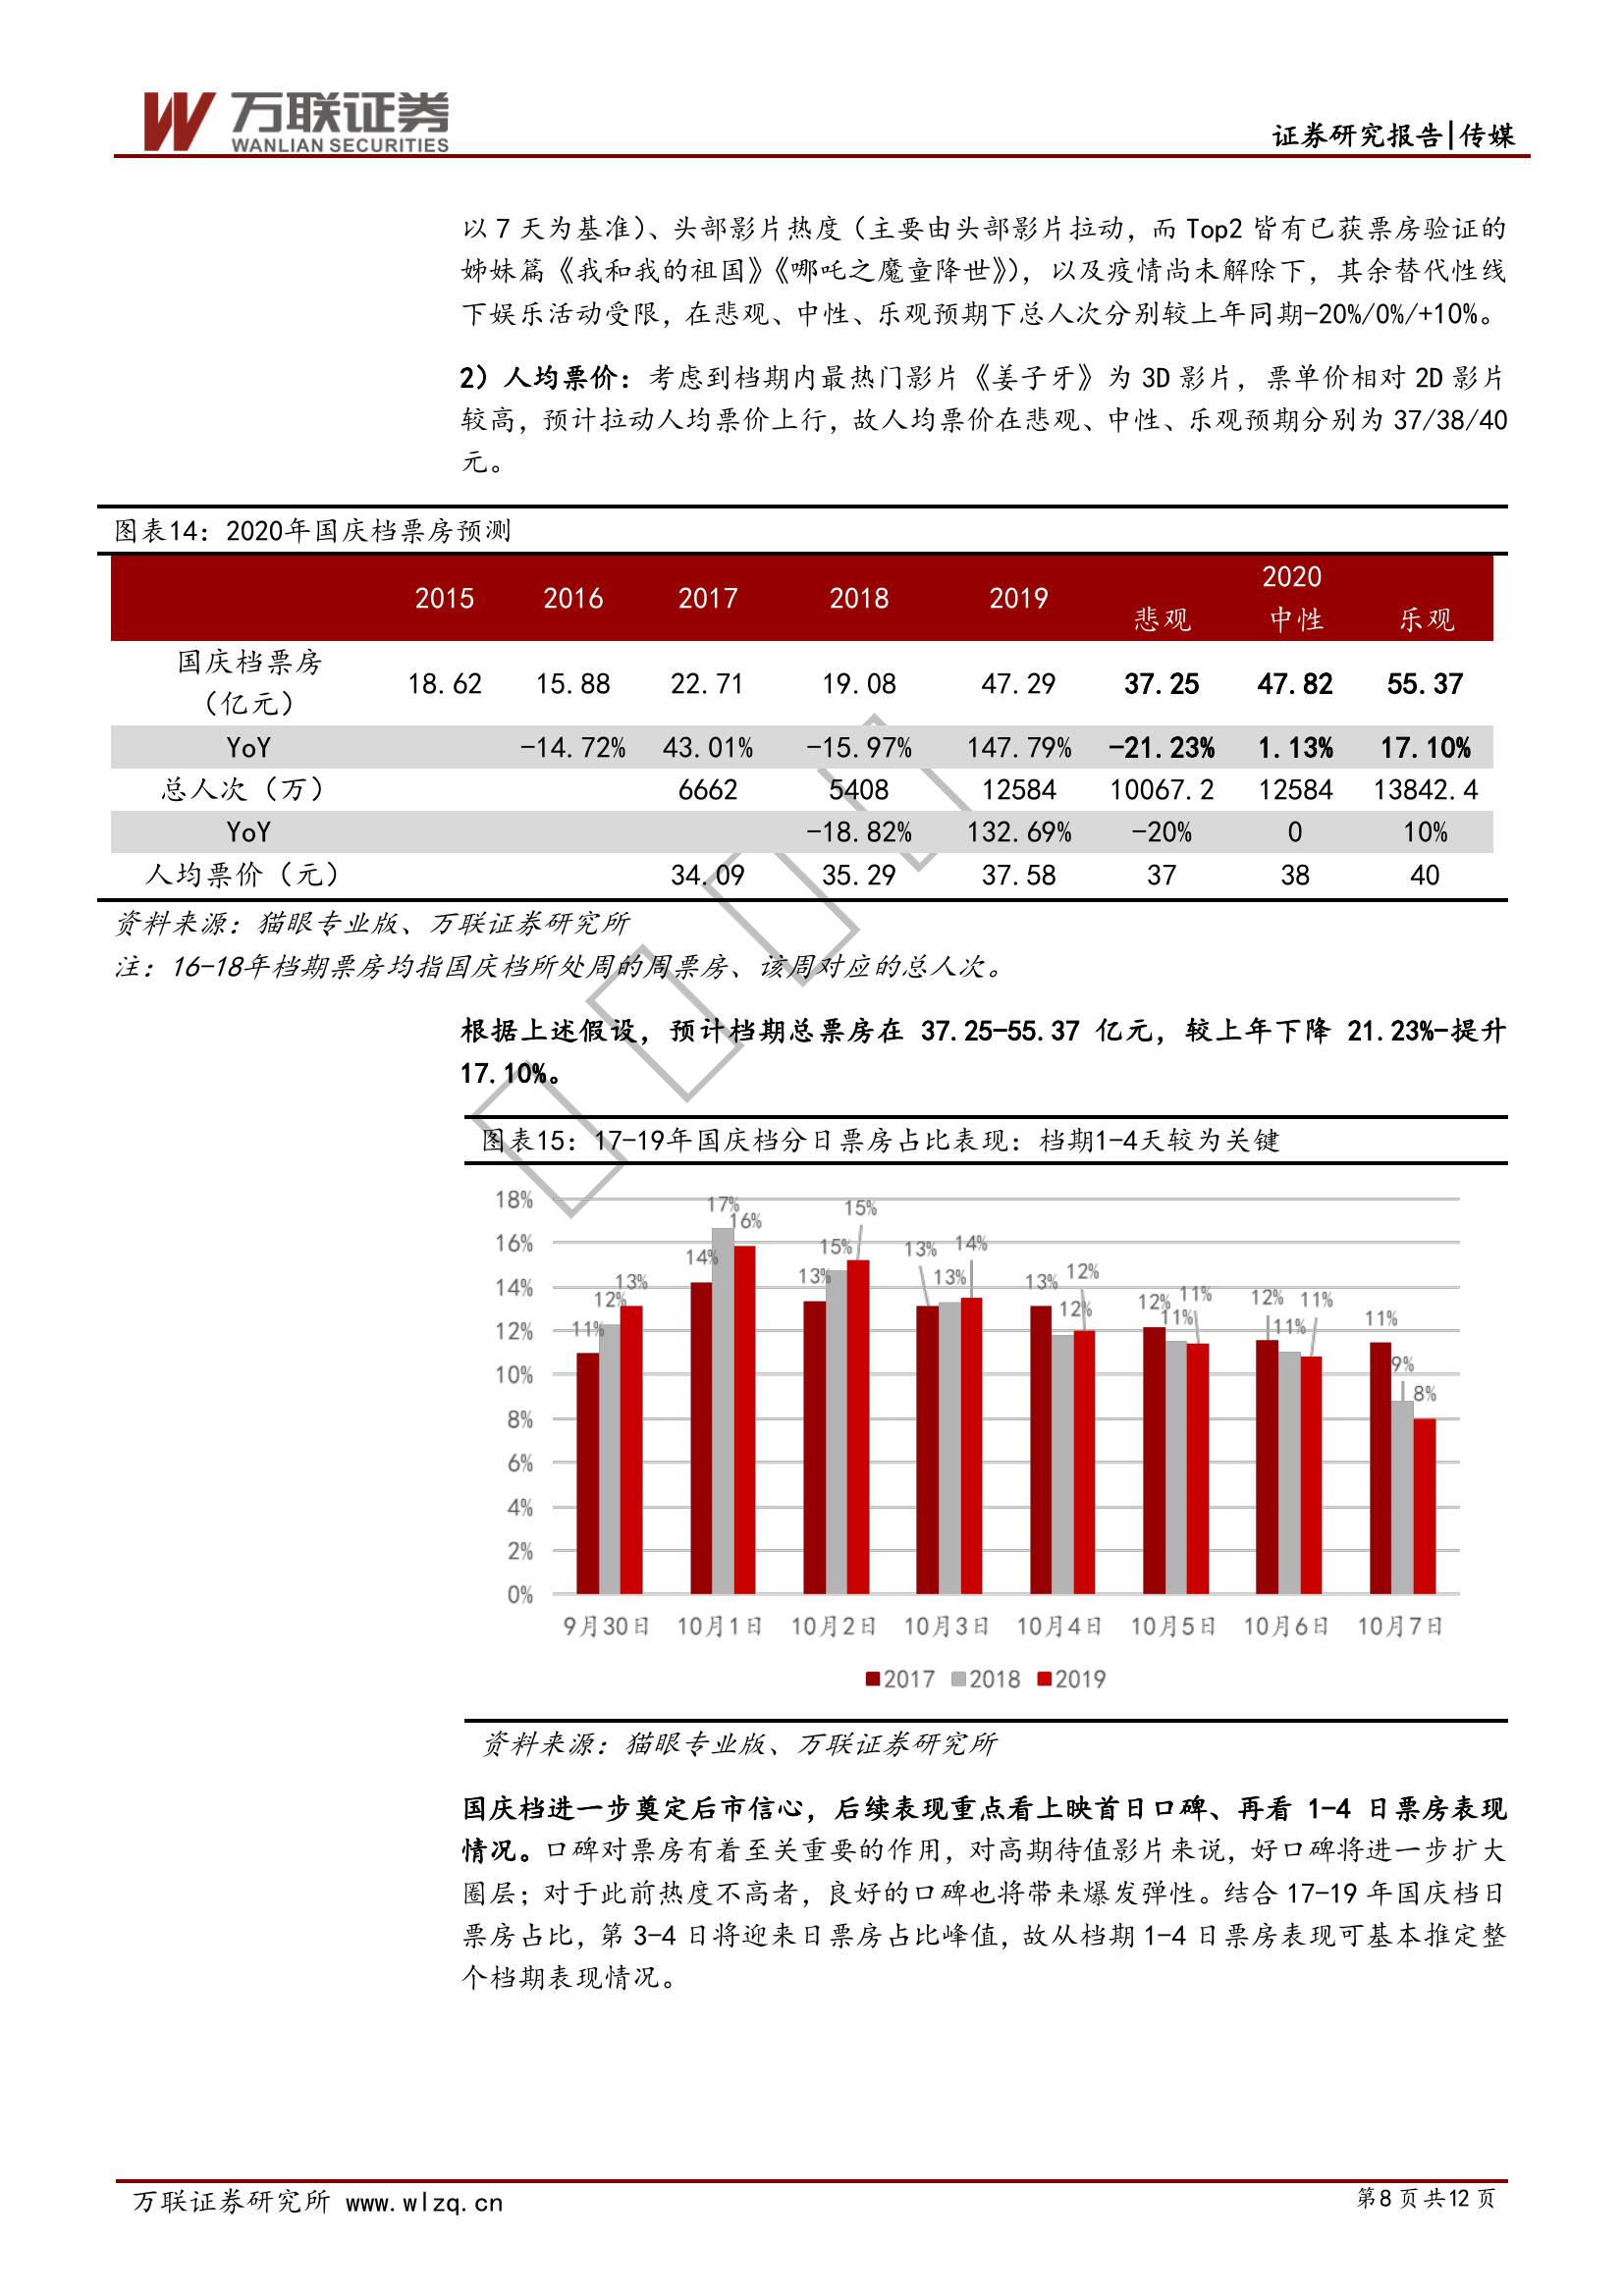 万联证券
WANLIAN SECURITIES
证券研究报告|传媒
以 7 天为基准）、头部影片热度（主要由头部影片拉动，而 Top2 皆有已获票房验证的
姊妹篇《我和我的祖国》《哪吒之魔童降世》），以及疫情尚未解除下，其余替代性线
下娱乐活动受限，在悲观、中性、乐观预期下总人次分别较上年同期-20%/0%/+10%。
2）人均票价：考虑到档期内最热门影片《姜子牙》为 3D 影片，票单价相对 2D 影片
较高，预计拉动人均票价上行，故人均票价在悲观、中性、乐观预期分别为 37/38/40
元。
图表14：2020年国庆档票房预测
2015 2016 2017 2018 2019 2020
悲观 中性 乐观
国庆档票房
（亿元） 18.62 15.88 22.71 19.08 47.29 37.25 47.82 55.37
YoY -14.72% 43.01% -15.97% 147.79% -21.23% 1.13% 17.10%
总人次（万） 6662 5408 12584 10067.2 12584 13842.4
YoY -18.82% 132.69% -20% 0 10%
人均票价（元） 34.09 35.29 37.58 37 38 40
资料来源：猫眼专业版、万联证券研究所
注：16-18年档期票房均指国庆档所处周的周票房、该周对应的总人次。
根据上述假设，预计档期总票房在 37.25-55.37 亿元，较上年下降 21.23%-提升
17.10%。
图表15：17-19年国庆档分日票房占比表现：档期1-4天较为关键
18%
16%
14%
12%
10%
8%
6%
4%
2%
0%
11% 12% 13%
14% 17% 16%
13% 15% 15%
13% 13% 14%
13% 12% 12%
12% 11% 11%
12% 11% 11%
11% 9% 8%
9月30日 10月1日 10月2日 10月3日 10月4日 10月5日 10月6日 10月7日
2017 2018 2019
资料来源：猫眼专业版、万联证券研究所
国庆档进一步奠定后市信心，后续表现重点看上映首日口碑、再看 1-4 日票房表现
情况。口碑对票房有着至关重要的作用，对高期待值影片来说，好口碑将进一步扩大
圈层；对于此前热度不高者，良好的口碑也将带来爆发弹性。结合 17-19 年国庆档日
票房占比，第 3-4 日将迎来日票房占比峰值，故从档期 1-4 日票房表现可基本推定整
个档期表现情况。
万联证券研究所 www.wlzq.cn
第 8 页 共 12 页